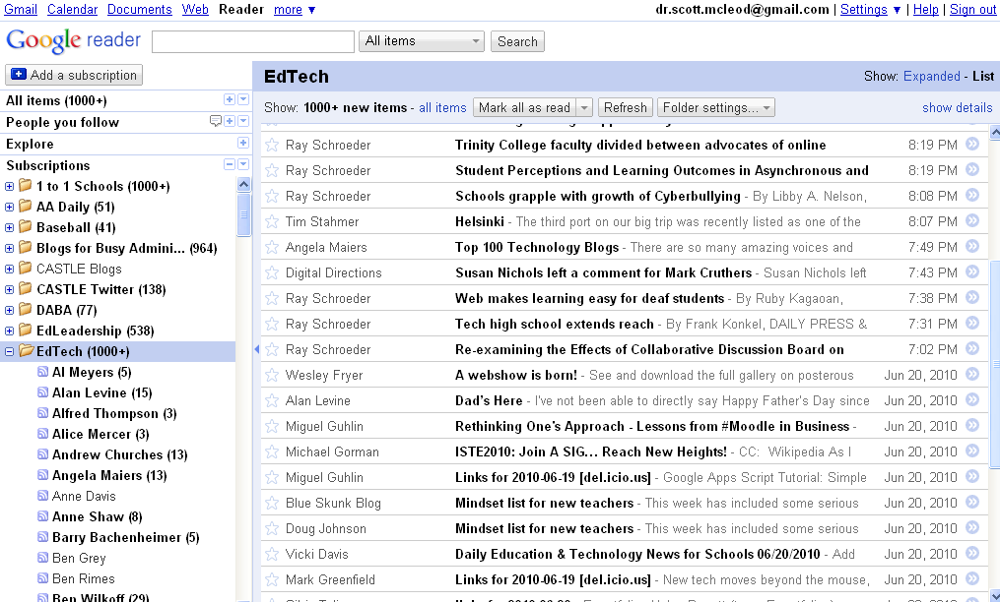 Gmail Calendar Documents Web Reader more ▼ dr.scott.mcleod@gmail.com | Settings ▼ | Help | Sign out
Google reader All items Search
Add a subscription
All items (1000+)
People you follow
Explore
Subscriptions
1 to 1 Schools (1000+)
AA Daily (51)
Baseball (41)
Blogs for Busy Admini... (964)
CASTLE Blogs
CASTLE Twitter (138)
DABA (77)
EdLeadership (538)
EdTech (1000+)
Al Meyers (5)
Alan Levine (15)
Alfred Thompson (3)
Alice Mercer (3)
Andrew Churches (13)
Angela Maiers (13)
Anne Davis
Anne Shaw (8)
Barry Bachenheimer (5)
Ben Grey
Ben Rimes
Ben Wilkoff (29)
EdTech Show: Expanded - List
Show: 1000+ new items - all items Mark all as read Refresh Folder settings... show details
Ray Schroeder Trinity College faculty divided between advocates of online 8:19 PM
Ray Schroeder Student Perceptions and Learning Outcomes in Asynchronous and 8:19 PM
Ray Schroeder Schools grapple with growth of Cyberbullying - By Libby A. Nelson, 8:08 PM
Tim Stahmer Helsinki - The third port on our big trip was recently listed as one of the 8:07 PM
Angela Maiers Top 100 Technology Blogs - There are so many amazing voices and 7:49 PM
Digital Directions Susan Nichols left a comment for Mark Cruthers - Susan Nichols left 7:43 PM
Ray Schroeder Web makes learning easy for deaf students - By Ruby Kagaoan, 7:38 PM
Ray Schroeder Tech high school extends reach - By Frank Konkel, DAILY PRESS & 7:31 PM
Ray Schroeder Re-examining the Effects of Collaborative Discussion Board on 7:02 PM
Wesley Fryer A webshow is born! - See and download the full gallery on posterous Jun 20, 2010
Alan Levine Dad's Here - I've not been able to directly say Happy Father's Day since Jun 20, 2010
Miguel Guhlin Rethinking One's Approach - Lessons from #Moodle in Business - Jun 20, 2010
Michael Gorman ISTE2010: Join A SIG... Reach New Heights! - CC: Wikipedia As I Jun 20, 2010
Miguel Guhlin Links for 2010-06-19 [del.icio.us] - Google Apps Script Tutorial: Simple Jun 20, 2010
Blue Skunk Blog Mindset list for new teachers - This week has included some serious Jun 20, 2010
Doug Johnson Mindset list for new teachers - This week has included some serious Jun 20, 2010
Vicki Davis Daily Education & Technology News for Schools 06/20/2010 - Add Jun 20, 2010
Mark Greenfield Links for 2010-06-19 [del.icio.us] - New tech moves beyond the mouse, Jun 20, 2010